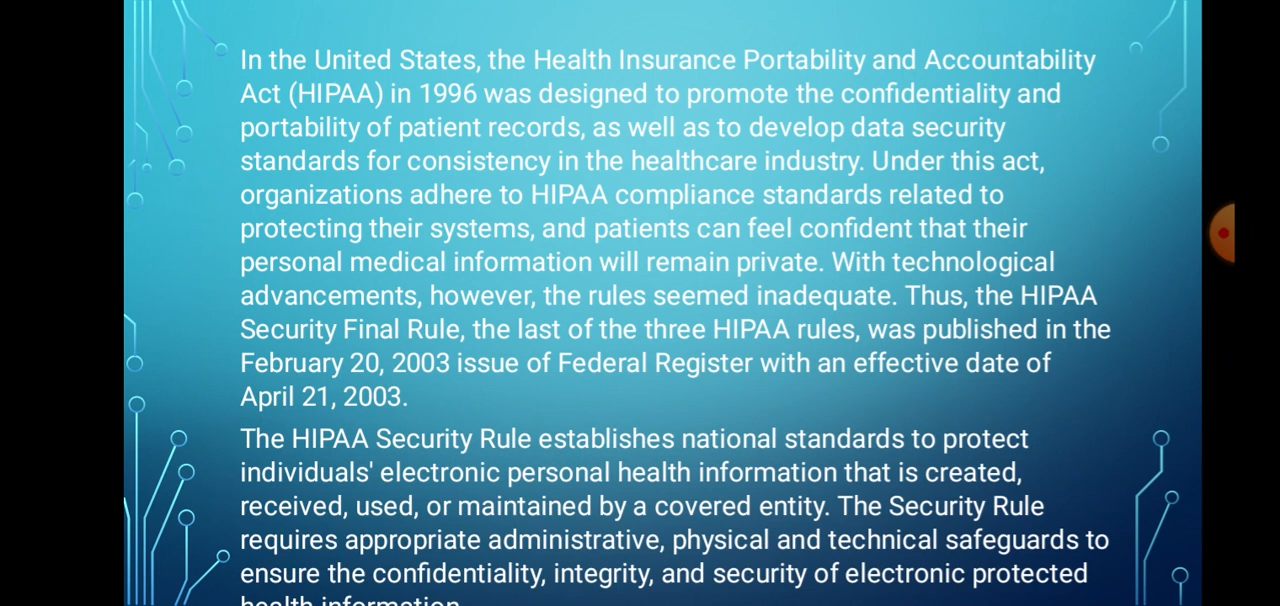 In the United States, the Health Insurance Portability and Accountability
Act (HIPAA) in 1996 was designed to promote the confidentiality and
portability of patient records, as well as to develop data security
standards for consistency in the healthcare industry. Under this act,
organizations adhere to HIPAA compliance standards related to
protecting their systems, and patients can feel confident that their
personal medical information will remain private. With technological
advancements, however, the rules seemed inadequate. Thus, the HIPAA
Security Final Rule, the last of the three HIPAA rules, was published in the
February 20, 2003 issue of Federal Register with an effective date of
April 21, 2003.
The HIPAA Security Rule establishes national standards to protect
individuals' electronic personal health information that is created,
received, used, or maintained by a covered entity. The Security Rule
requires appropriate administrative, physical and technical safeguards to
ensure the confidentiality, integrity, and security of electronic protected
health information.